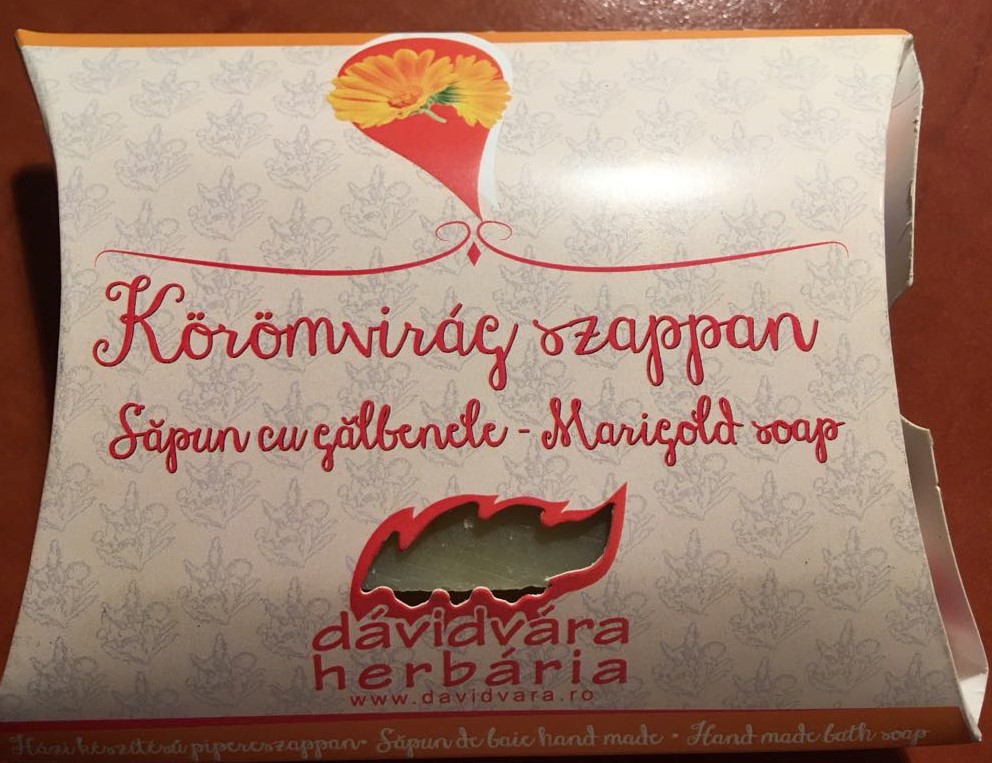 Körömvirág szappan
Săpun cu gălbenele - Marigold soap
dávidvára
herbária
www.davidvara.ro
Házi készítésű pipereszappan • Săpun de baie hand made • Hand made bath soap